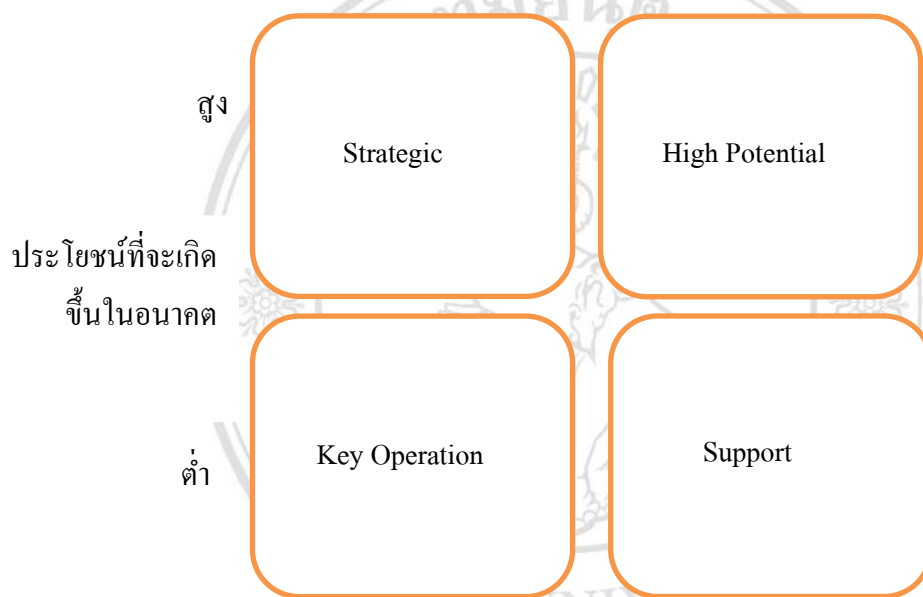 สูง
Strategic
High Potential
ประโยชน์ที่จะเกิด
ขึ้นในอนาคต
ต่ำ
Key Operation
Support